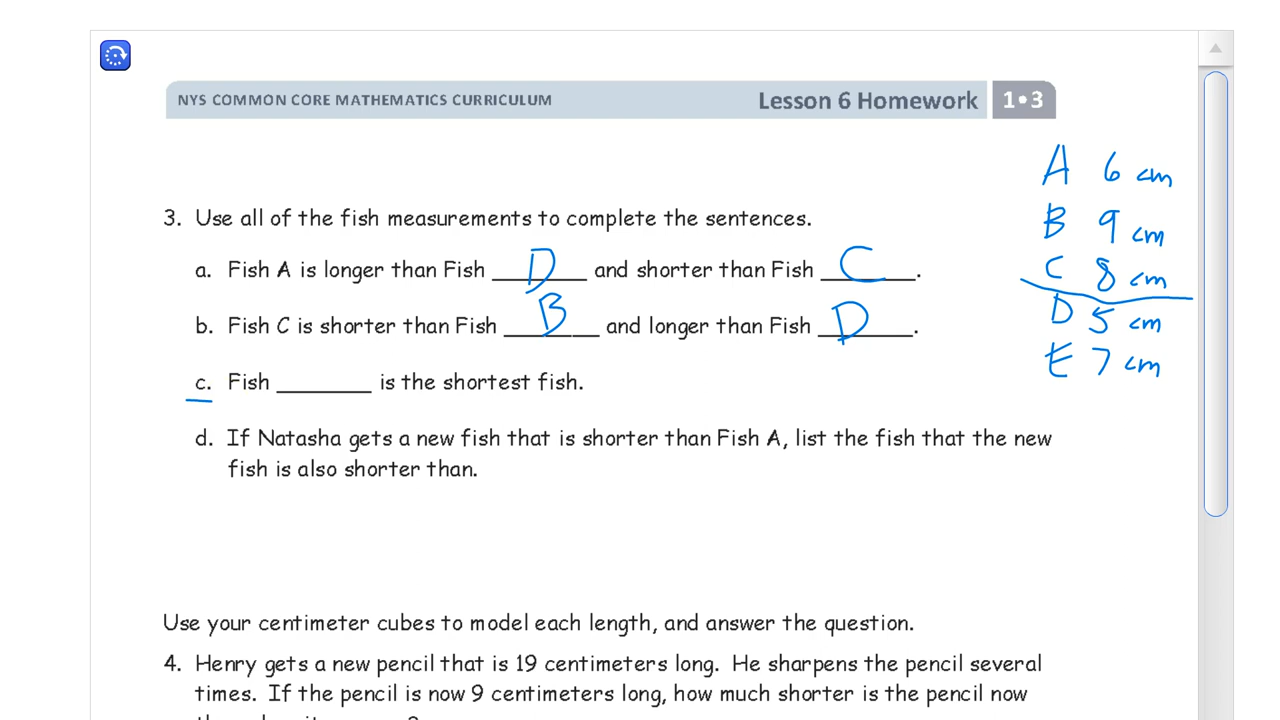 NYS COMMON CORE MATHEMATICS CURRICULUM Lesson 6 Homework 1•3
A 6 cm
B 9 cm
C 8 cm
D 5 cm
E 7 cm
3. Use all of the fish measurements to complete the sentences.
a. Fish A is longer than Fish D and shorter than Fish C.
b. Fish C is shorter than Fish B and longer than Fish D.
c. Fish ________ is the shortest fish.
d. If Natasha gets a new fish that is shorter than Fish A, list the fish that the new
fish is also shorter than.
Use your centimeter cubes to model each length, and answer the question.
4. Henry gets a new pencil that is 19 centimeters long. He sharpens the pencil several
times. If the pencil is now 9 centimeters long, how much shorter is the pencil now